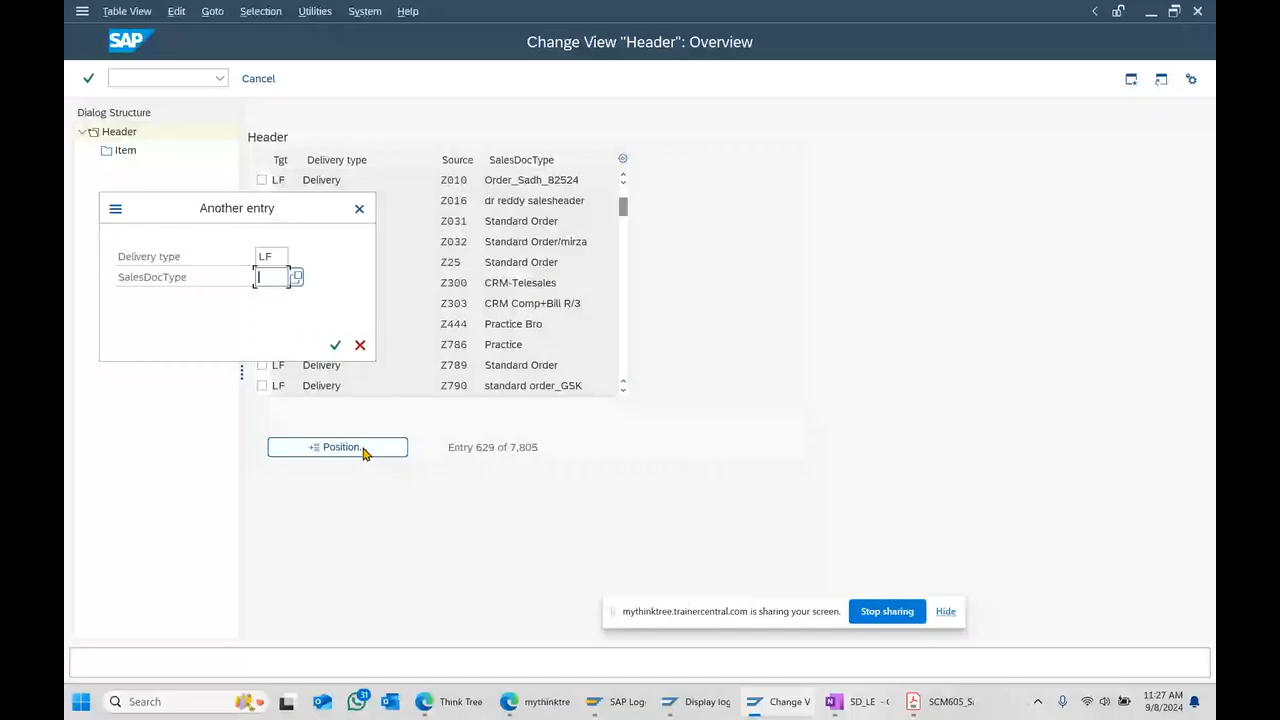 Table View Edit Goto Selection Utilities System Help
SAP
Change View "Header": Overview
Cancel
Dialog Structure
Header
Item
Header
Tgt Delivery type Source SalesDocType
LF Delivery Z010 Order_Sadh_82524
Z016 dr reddy salesheader
Z031 Standard Order
Z032 Standard Order/mirza
Z25 Standard Order
Z300 CRM-Telesales
Z303 CRM Comp+Bill R/3
Z444 Practice Bro
Z786 Practice
LF Delivery Z789 Standard Order
LF Delivery Z790 standard order_GSK
Another entry
Delivery type LF
SalesDocType
Position...
Entry 629 of 7,805
mythinktree.trainercentral.com is sharing your screen.
Stop sharing
Hide
Search
31
Think Tree
mythinktre
SAP Log
Display log
Change V
SD_LE - C
SCM605_S
11:27 AM
9/8/2024